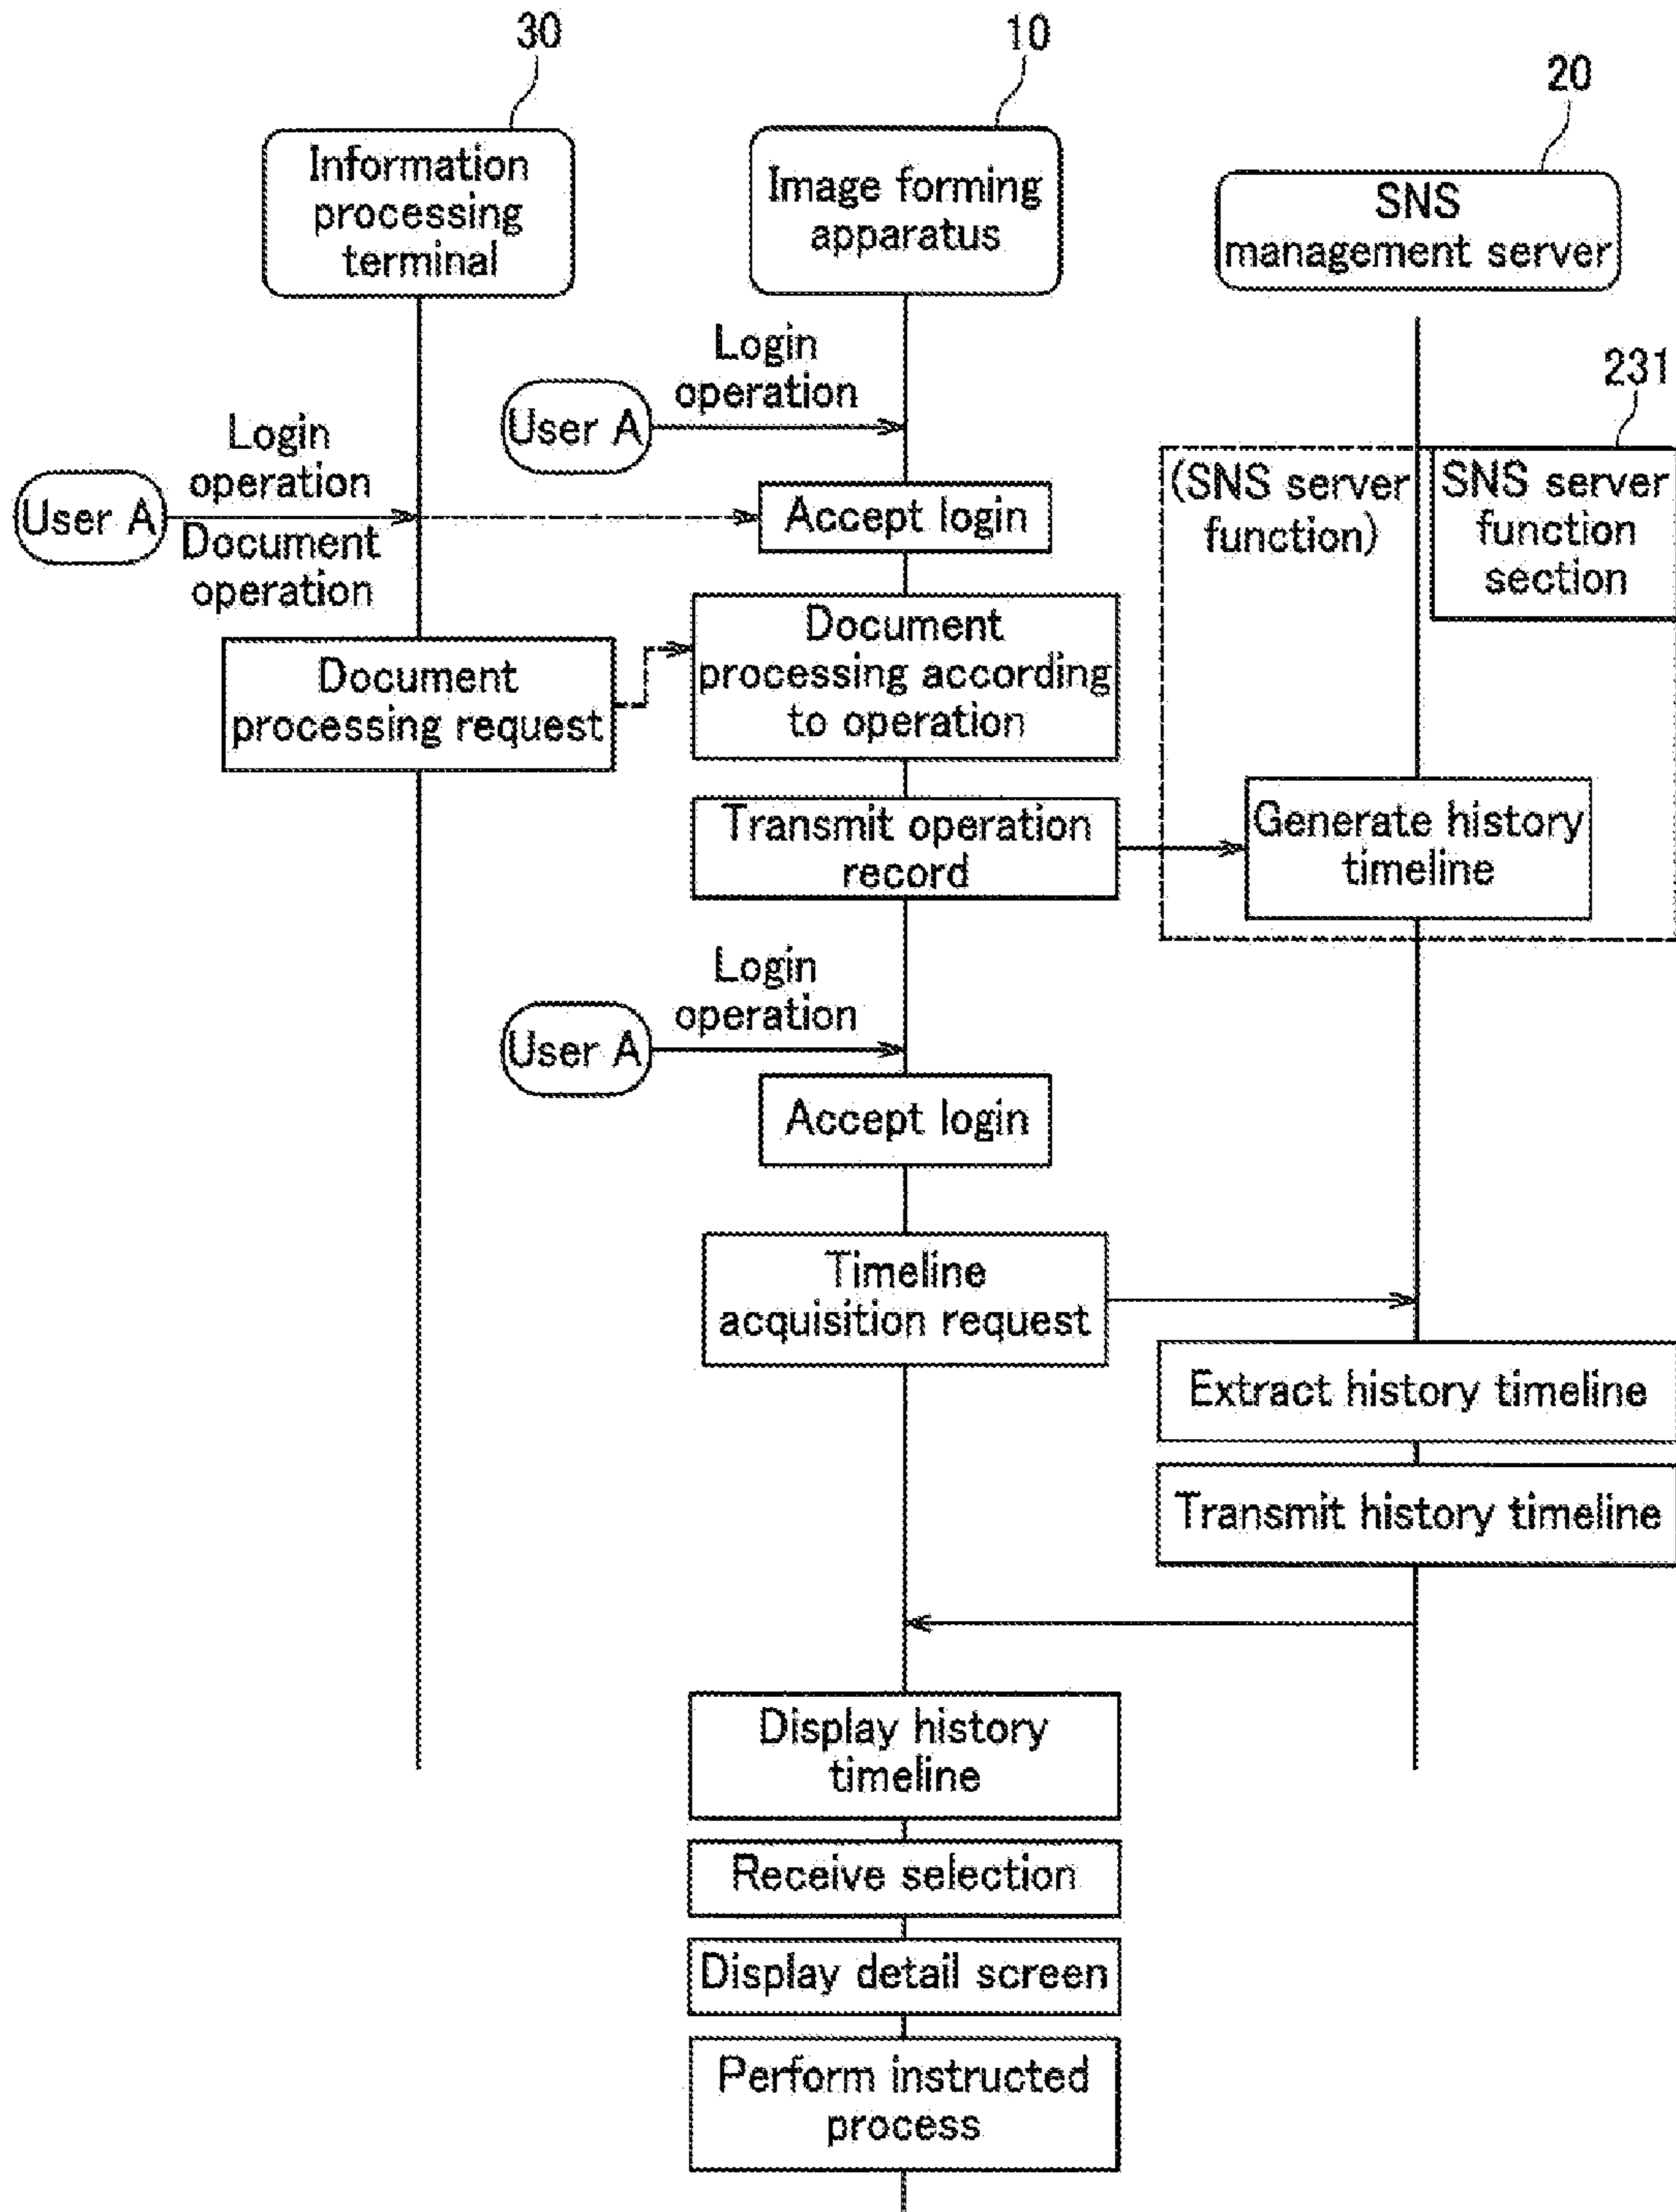 30
10
20
Information
processing
terminal
Image forming
apparatus
SNS
management server
Login
operation
User A
231
Login
operation
User A
Document
operation
Accept login
(SNS server
function)
SNS server
function
section
Document
processing request
Document
processing according
to operation
Transmit operation
record
Generate history
timeline
Login
operation
User A
Accept login
Timeline
acquisition request
Extract history timeline
Transmit history timeline
Display history
timeline
Receive selection
Display detail screen
Perform instructed
process